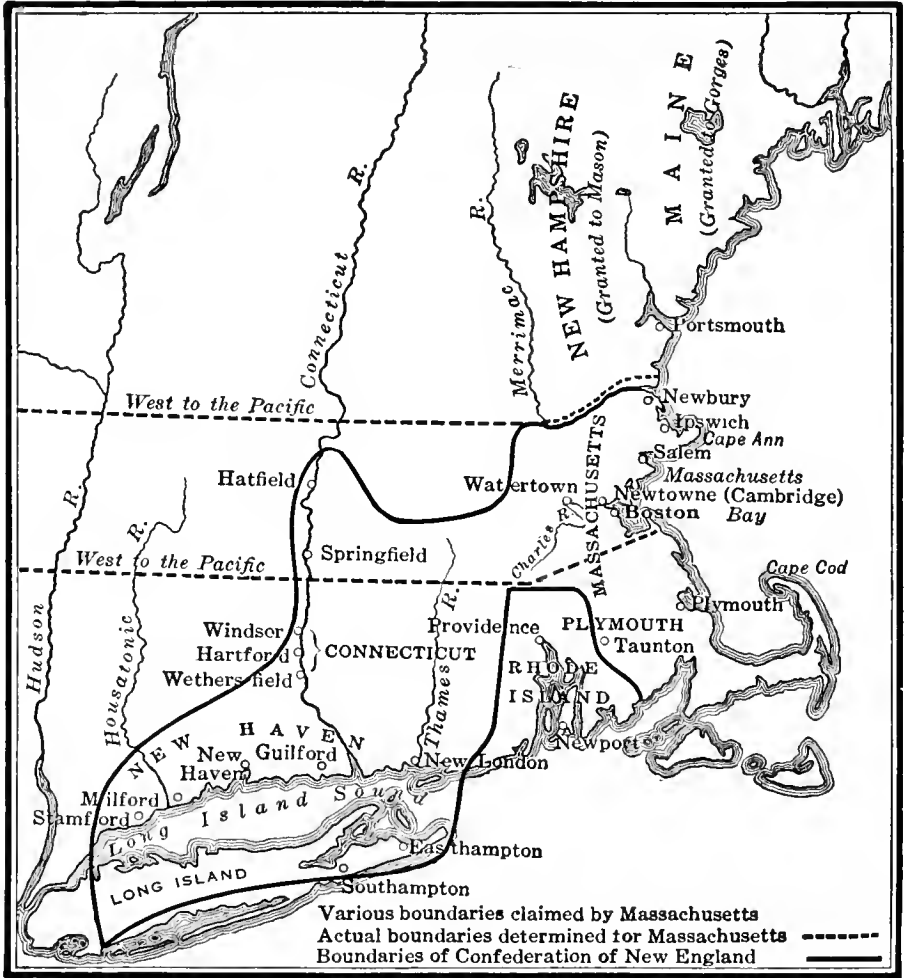 MAINE
(Granted to Gorges)
NEW HAMPSHIRE
(Granted to Mason)
Connecticut R.
Merrimac R.
Portsmouth
West to the Pacific
Newbury
Ipswich
Cape Ann
Salem
Massachusetts Bay
Hatfield
Watertown
Newtowne (Cambridge)
Boston
MASSACHUSETTS
Charles R.
Springfield
West to the Pacific
Cape Cod
Hudson R.
Housatonic R.
Thames R.
Plymouth
Windsor
Hartford
Wethersfield
CONNECTICUT
Providence
PLYMOUTH
Taunton
RHODE
ISLAND
Newport
NEW HAVEN
New
Haven
Guilford
New London
Milford
Stamford
Long Island Sound
Easthampton
LONG ISLAND
Southampton
Various boundaries claimed by Massachusetts
Actual boundaries determined for Massachusetts
Boundaries of Confederation of New England